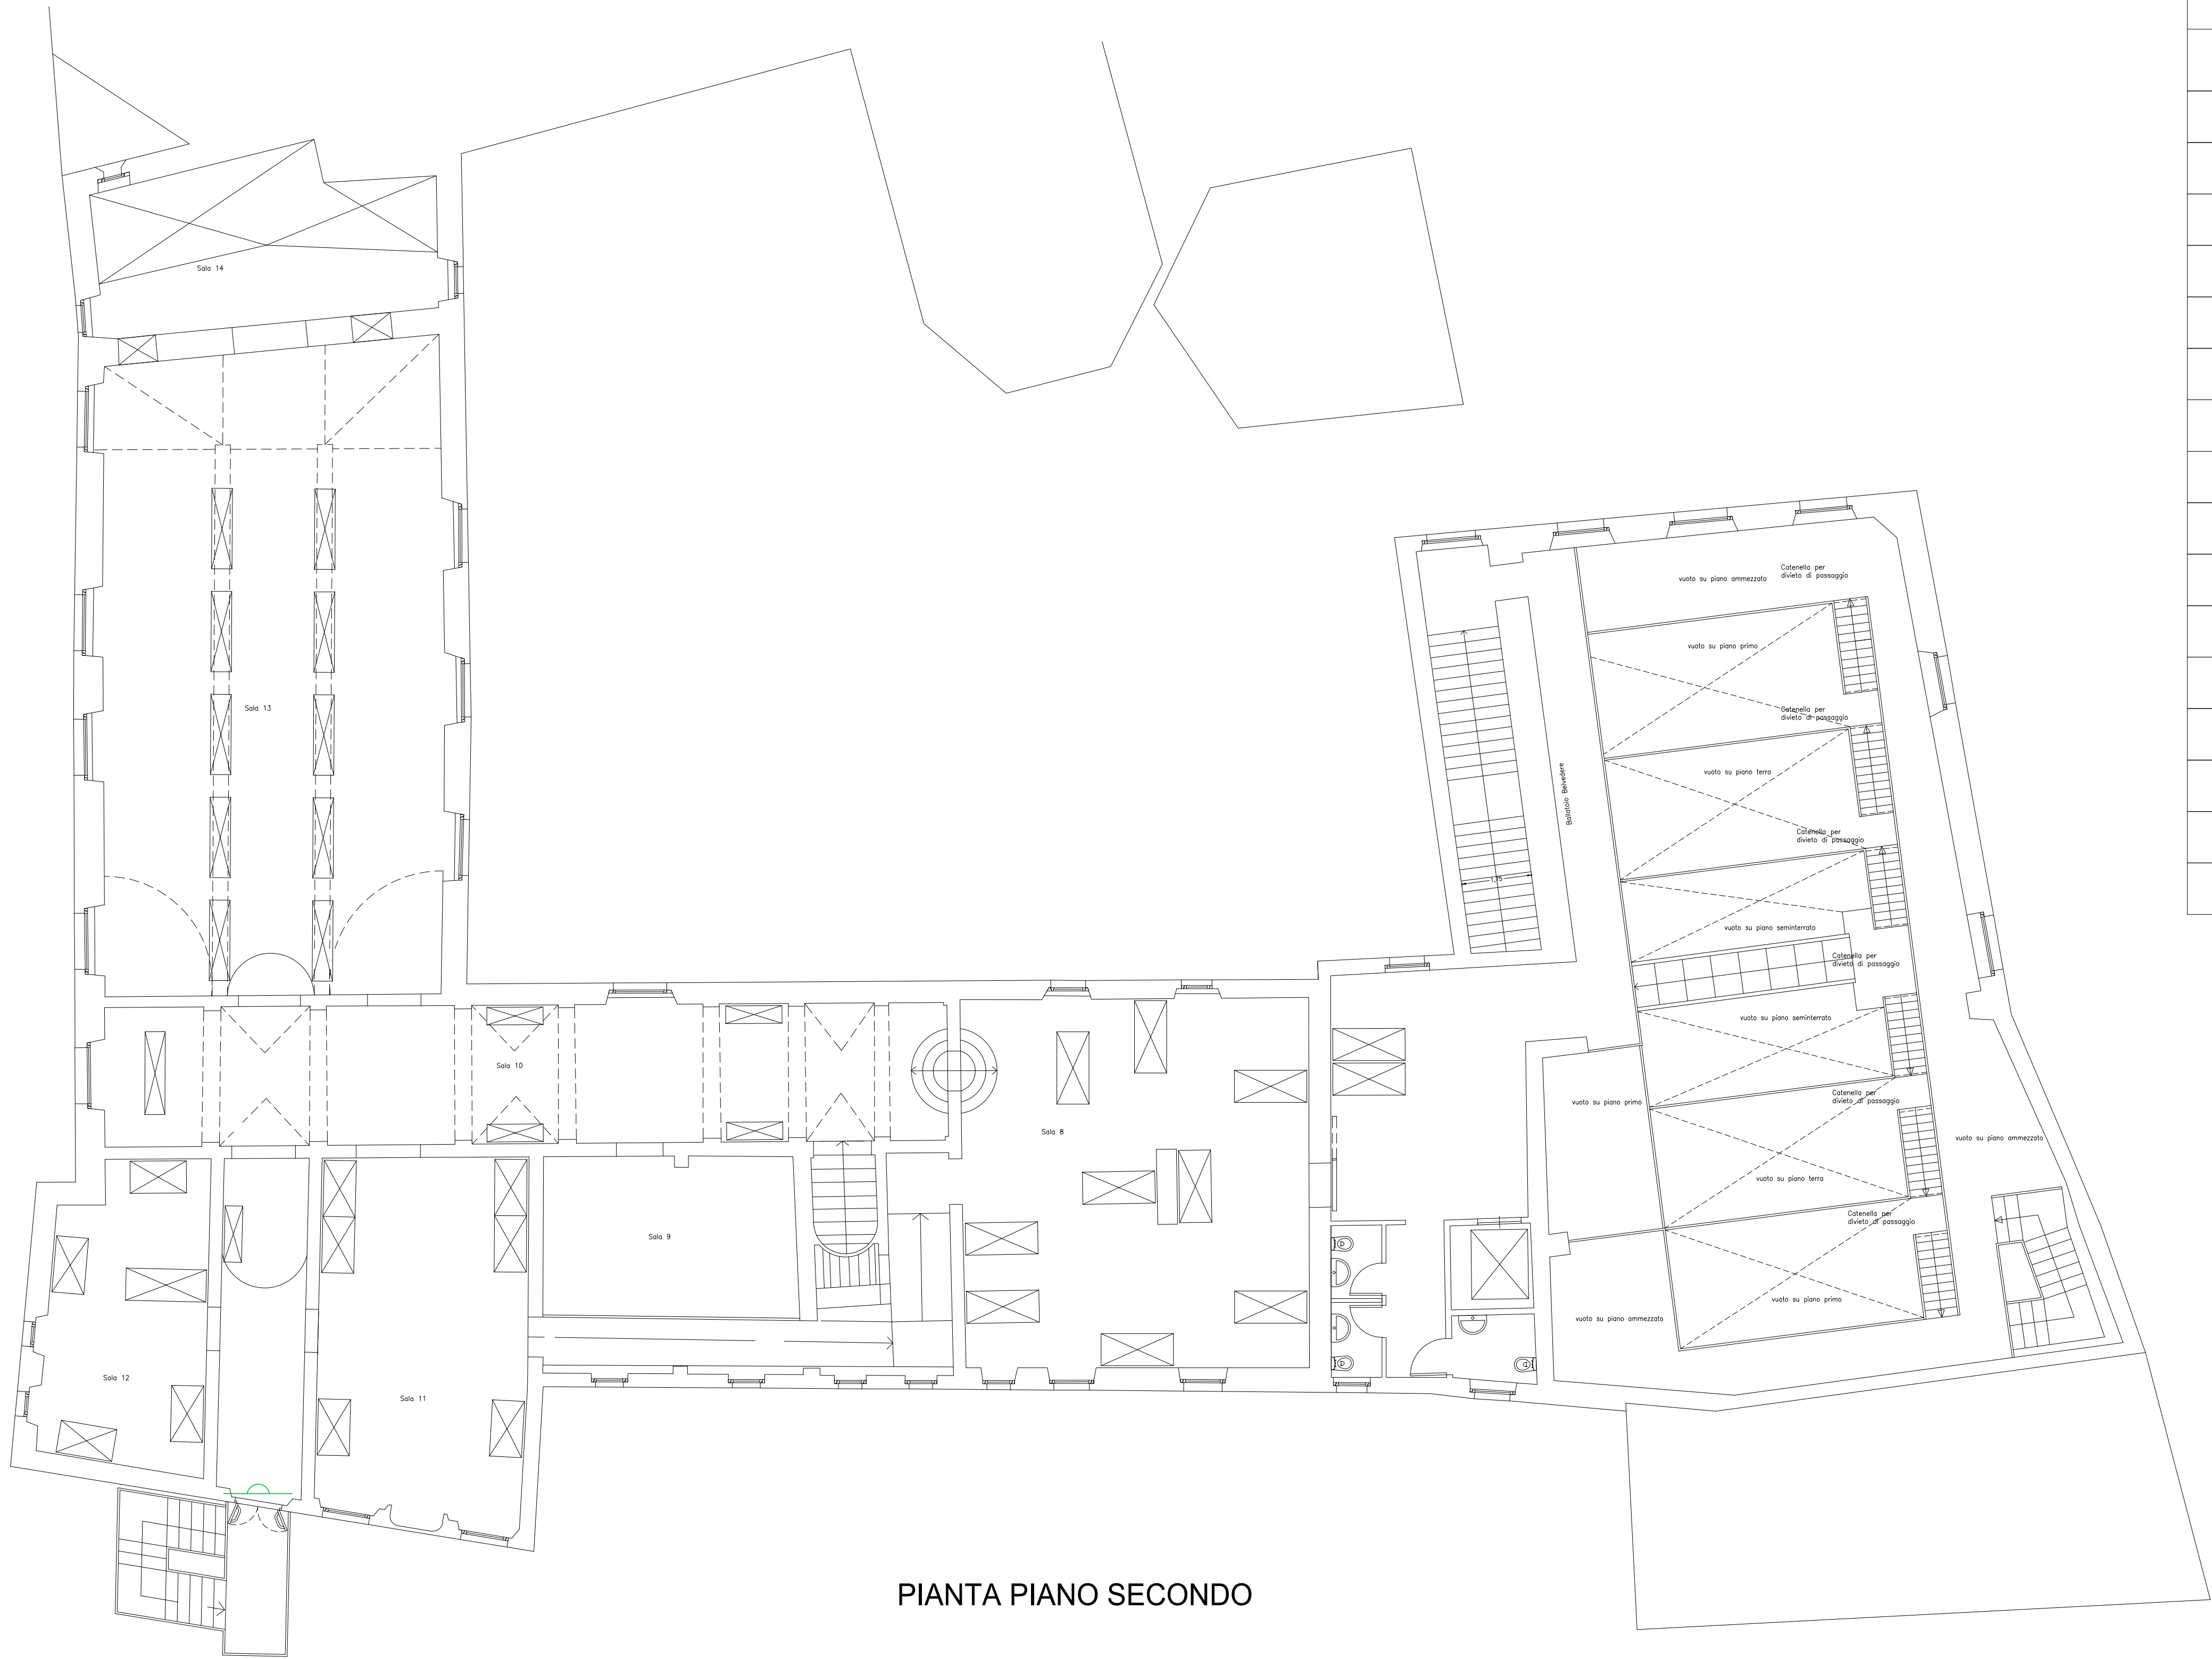 Sala 14
Catenella per
divieto di passaggio
vuoto su piano ammezzato
vuoto su piano primo
Sala 13
Catenella per
divieto di passaggio
vuoto su piano terra
Ballatoio Belvedere
Catenella per
divieto di passaggio
1,75
vuoto su piano seminterrato
Catenella per
divieto di passaggio
vuoto su piano seminterrato
Sala 10
Catenella per
divieto di passaggio
vuoto su piano primo
Sala 8
vuoto su piano ammezzato
vuoto su piano terra
Catenella per
divieto di passaggio
Sala 9
vuoto su piano primo
vuoto su piano ammezzato
Sala 12
Sala 11
PIANTA PIANO SECONDO